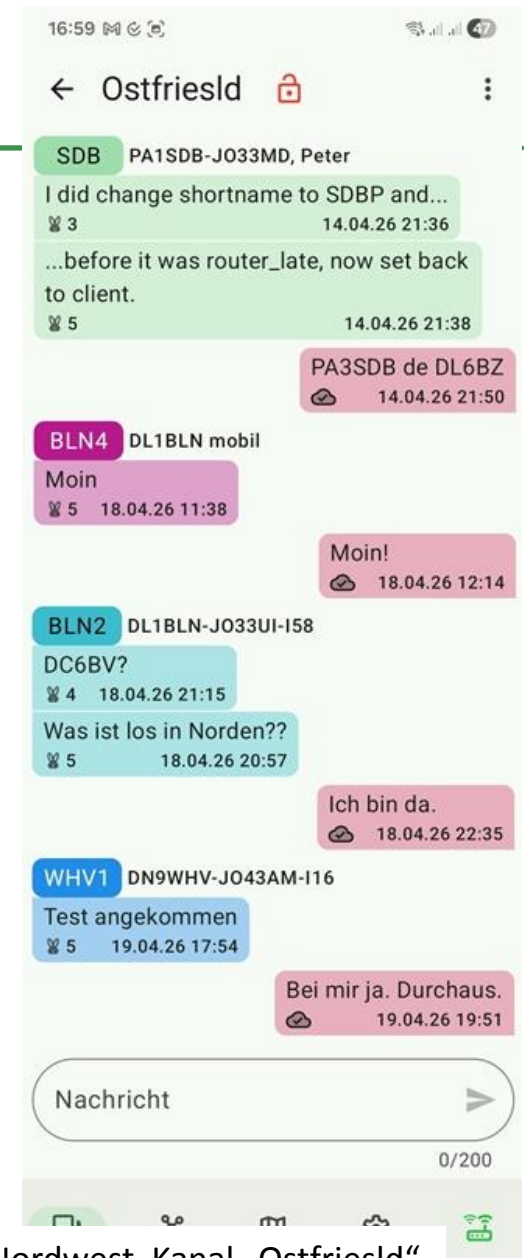 16:59
47
Ostfriesld
SDB PA1SDB-JO33MD, Peter
I did change shortname to SDBP and...
3 14.04.26 21:36
...before it was router_late, now set back
to client.
5 14.04.26 21:38
PA3SDB de DL6BZ
14.04.26 21:50
BLN4 DL1BLN mobil
Moin
5 18.04.26 11:38
Moin!
18.04.26 12:14
BLN2 DL1BLN-JO33UI-I58
DC6BV?
4 18.04.26 21:15
Was ist los in Norden??
5 18.04.26 20:57
Ich bin da.
18.04.26 22:35
WHV1 DN9WHV-JO43AM-I16
Test angekommen
5 19.04.26 17:54
Bei mir ja. Durchaus.
19.04.26 19:51
Nachricht
0/200
Nordwest, Kanal „Ostfriesld“